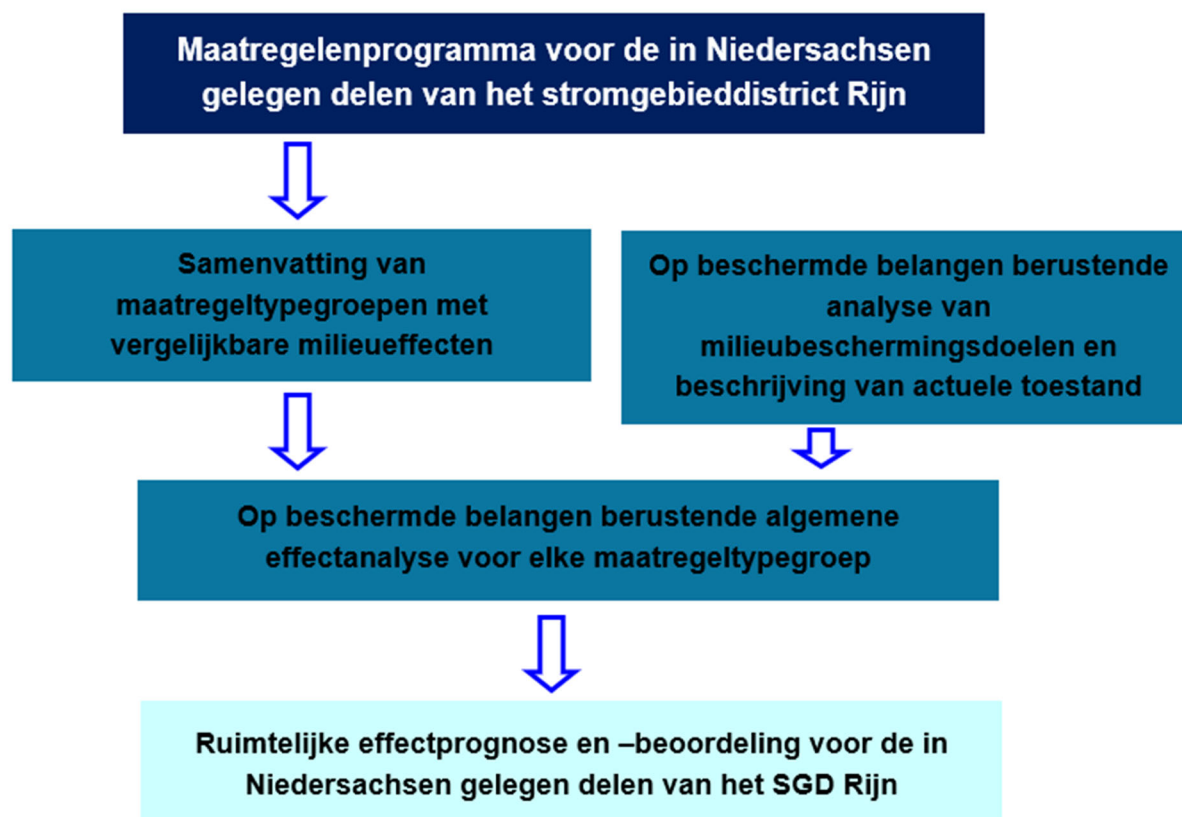 Maatregelenprogramma voor de in Niedersachsen
gelegen delen van het stromgebieddistrict Rijn
Samenvatting van
maatregeltypegroepen met
vergelijkbare milieueffecten
Op beschermde belangen berustende
analyse van
milieubeschermingsdoelen en
beschrijving van actuele toestand
Op beschermde belangen berustende algemene
effectanalyse voor elke maatregeltypegroep
Ruimtelijke effectprognose en –beoordeling voor de in
Niedersachsen gelegen delen van het SGD Rijn